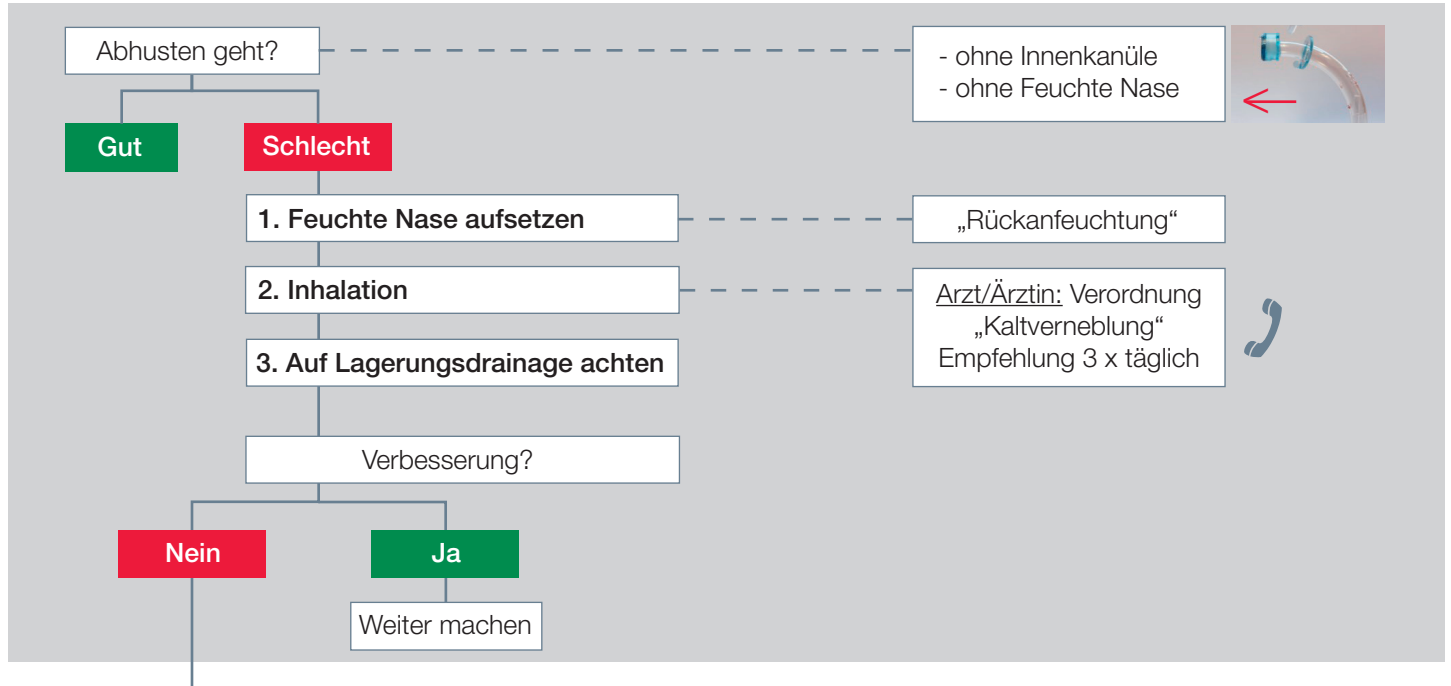 Abhusten geht?
- ohne Innenkanüle
- ohne Feuchte Nase
Gut
Schlecht
1. Feuchte Nase aufsetzen
„Rückanfeuchtung“
2. Inhalation
Arzt/Ärztin: Verordnung
„Kaltverneblung“
Empfehlung 3 x täglich
3. Auf Lagerungsdrainage achten
Verbesserung?
Nein
Ja
Weiter machen